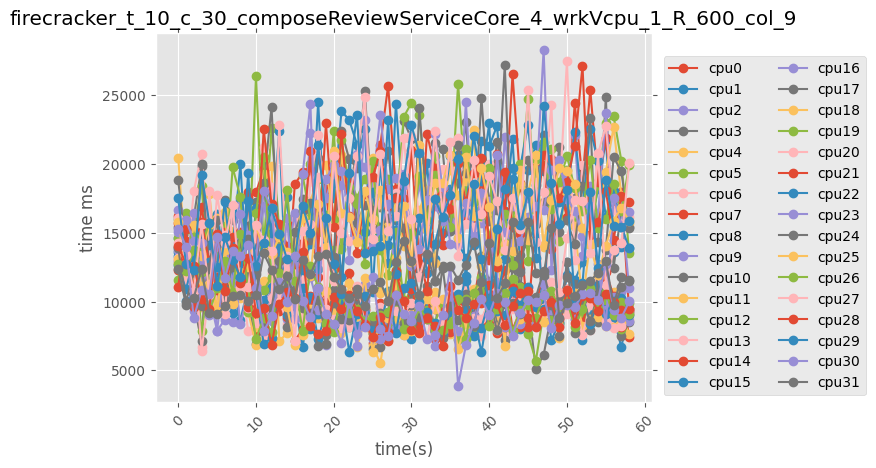 firecracker_t_10_c_30_composeReviewServiceCore_4_wrkVcpu_1_R_600_col_9
25000
20000
15000
10000
5000
time ms
0
10
20
30
40
50
60
time(s)
cpu0
cpu1
cpu2
cpu3
cpu4
cpu5
cpu6
cpu7
cpu8
cpu9
cpu10
cpu11
cpu12
cpu13
cpu14
cpu15
cpu16
cpu17
cpu18
cpu19
cpu20
cpu21
cpu22
cpu23
cpu24
cpu25
cpu26
cpu27
cpu28
cpu29
cpu30
cpu31